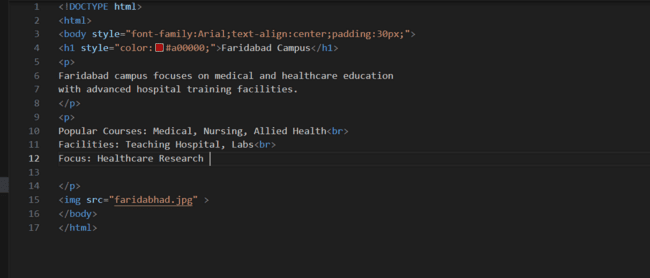 1 <!DOCTYPE html>
2 <html>
3 <body style="font-family:Arial;text-align:center;padding:30px;">
4 <h1 style="color:#a00000;">Faridabad Campus</h1>
5 <p>
6 Faridabad campus focuses on medical and healthcare education
7 with advanced hospital training facilities.
8 </p>
9 <p>
10 Popular Courses: Medical, Nursing, Allied Health<br>
11 Facilities: Teaching Hospital, Labs<br>
12 Focus: Healthcare Research
13
14 </p>
15 <img src="faridabhad.jpg" >
16 </body>
17 </html>